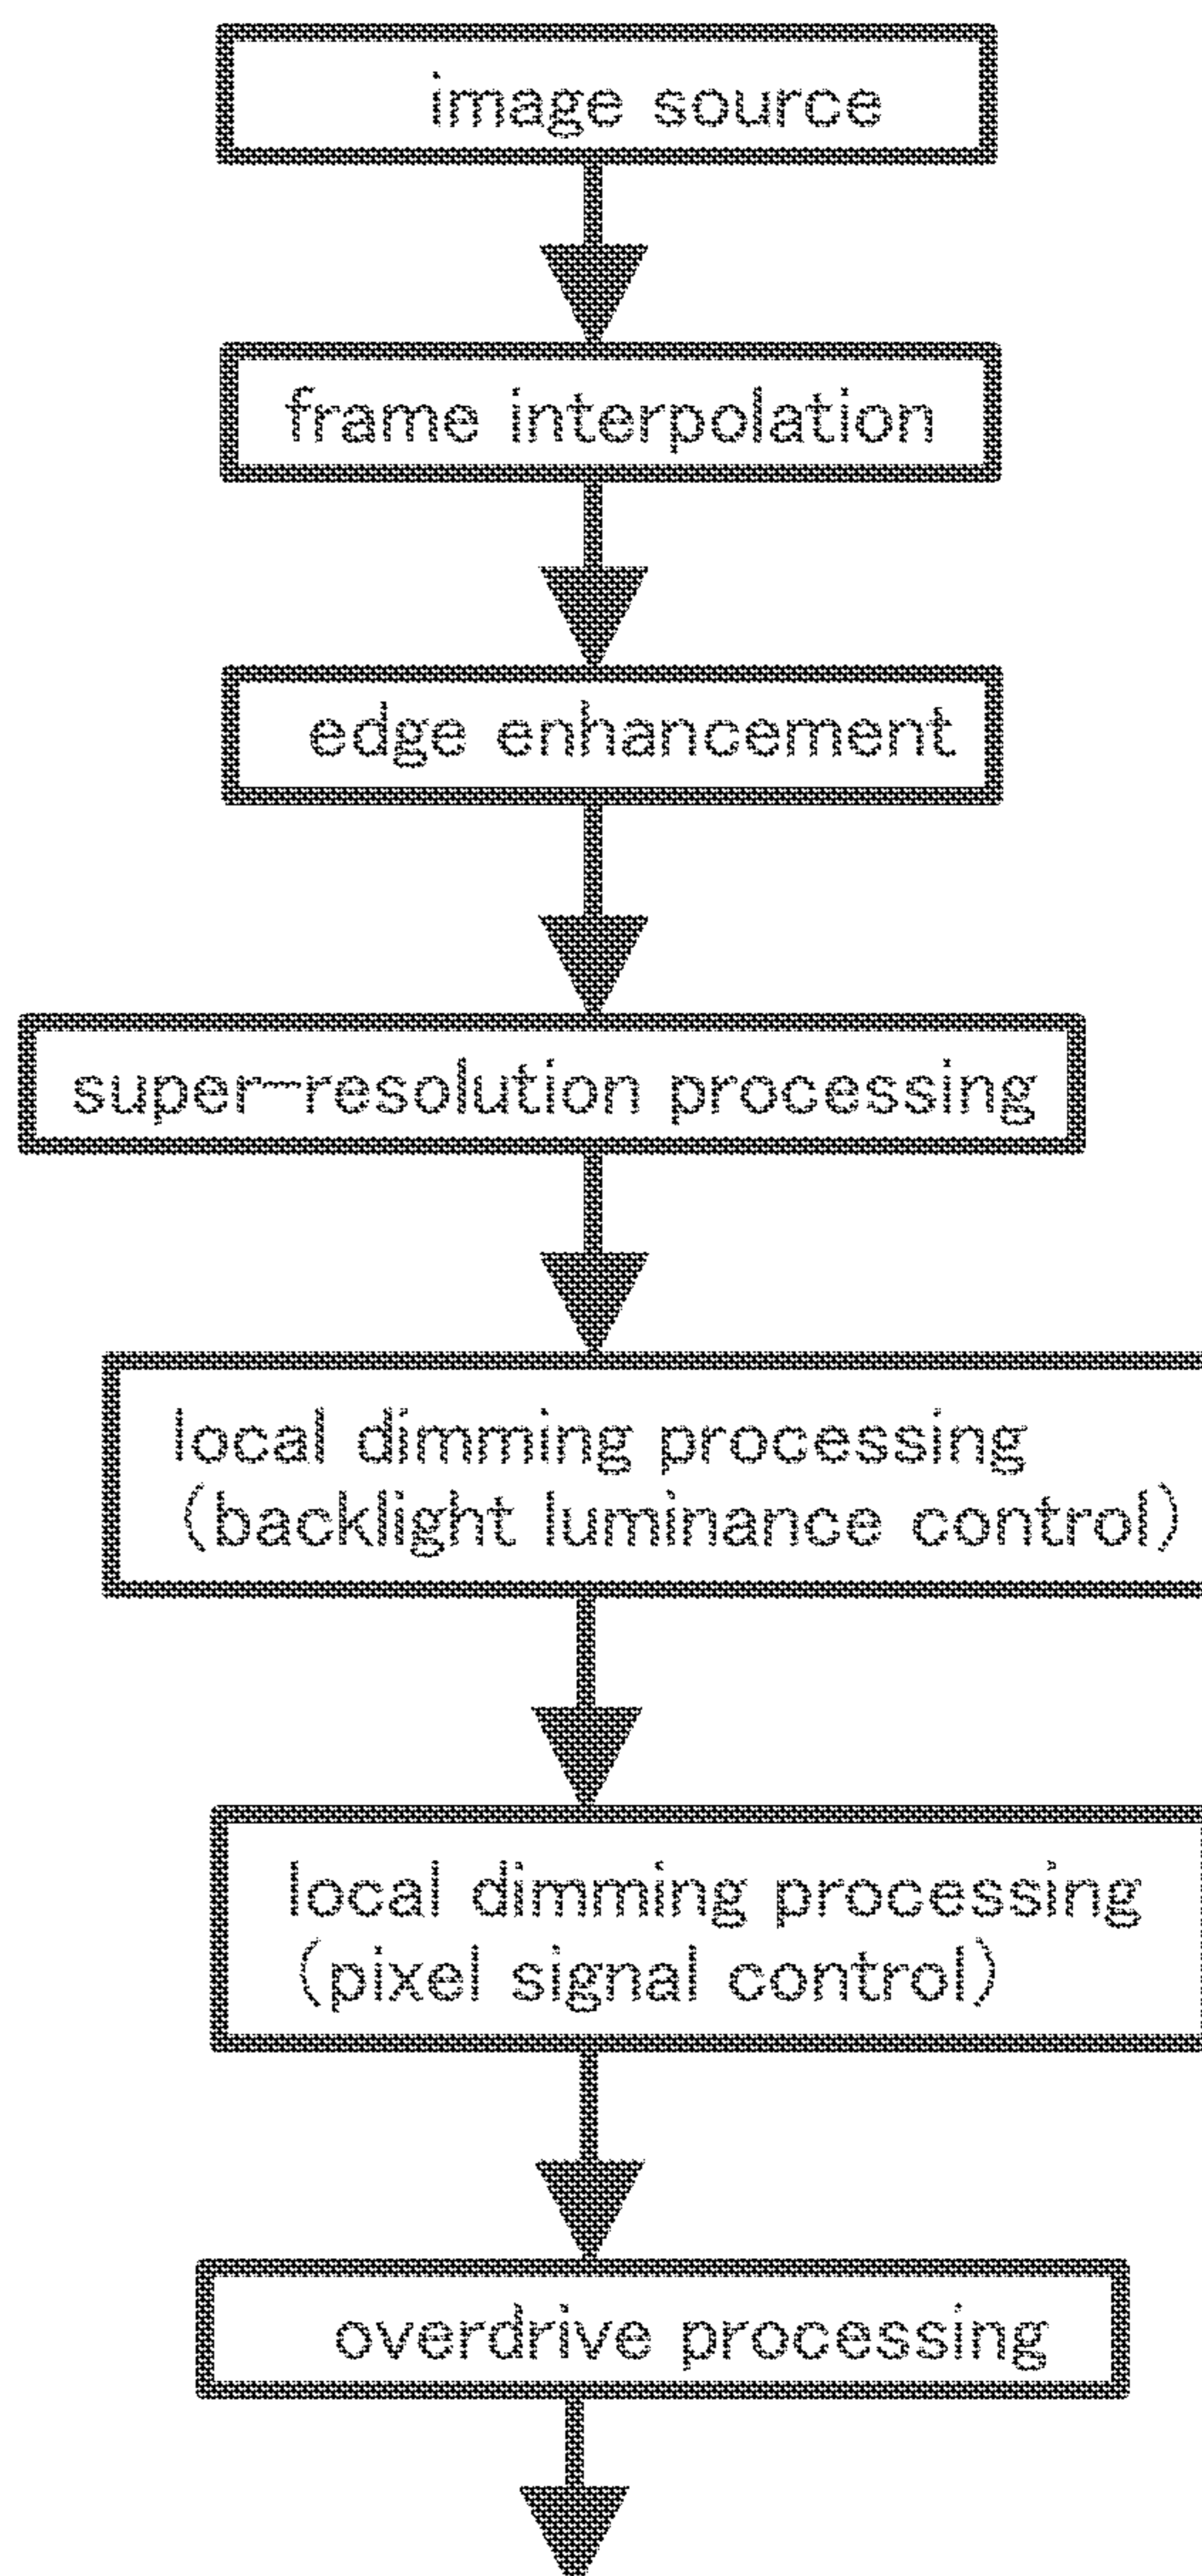 image source
frame interpolation
edge enhancement
super-resolution processing
local dimming processing
(backlight luminance control)
local dimming processing
(pixel signal control)
overdrive processing